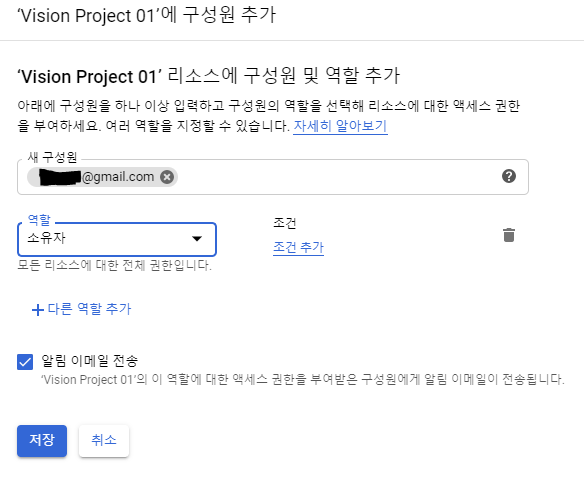 ‘Vision Project 01’에 구성원 추가
‘Vision Project 01’ 리소스에 구성원 및 역할 추가
아래에 구성원을 하나 이상 입력하고 구성원의 역할을 선택해 리소스에 대한 액세스 권한
을 부여하세요. 여러 역할을 지정할 수 있습니다. 자세히 알아보기
새 구성원
@gmail.com
역할
소유자
모든 리소스에 대한 전체 권한입니다.
조건
조건 추가
다른 역할 추가
알림 이메일 전송
‘Vision Project 01’의 이 역할에 대한 액세스 권한을 부여받은 구성원에게 알림 이메일이 전송됩니다.
저장
취소